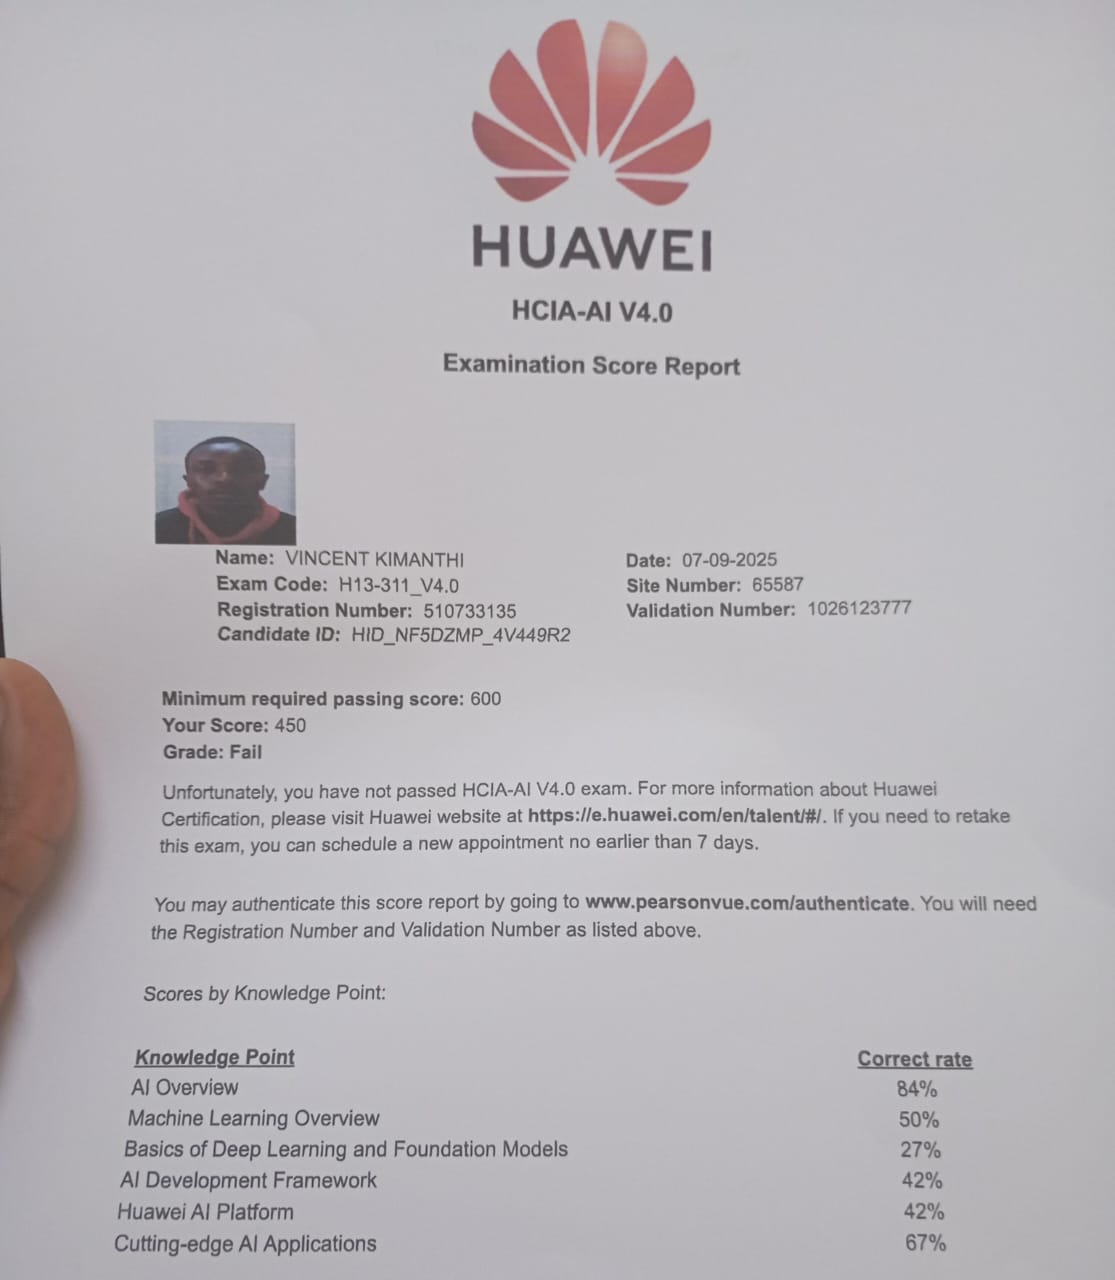 HUAWEI
HCIA-AI V4.0
Examination Score Report
Name: VINCENT KIMANTHI
Date: 07-09-2025
Exam Code: H13-311_V4.0
Site Number: 65587
Registration Number: 510733135
Validation Number: 1026123777
Candidate ID: HID_NF5DZMP_4V449R2
Minimum required passing score: 600
Your Score: 450
Grade: Fail
Unfortunately, you have not passed HCIA-AI V4.0 exam. For more information about Huawei
Certification, please visit Huawei website at https://e.huawei.com/en/talent/#/. If you need to retake
this exam, you can schedule a new appointment no earlier than 7 days.
You may authenticate this score report by going to www.pearsonvue.com/authenticate. You will need
the Registration Number and Validation Number as listed above.
Scores by Knowledge Point:
Knowledge Point Correct rate
AI Overview 84%
Machine Learning Overview 50%
Basics of Deep Learning and Foundation Models 27%
AI Development Framework 42%
Huawei AI Platform 42%
Cutting-edge AI Applications 67%